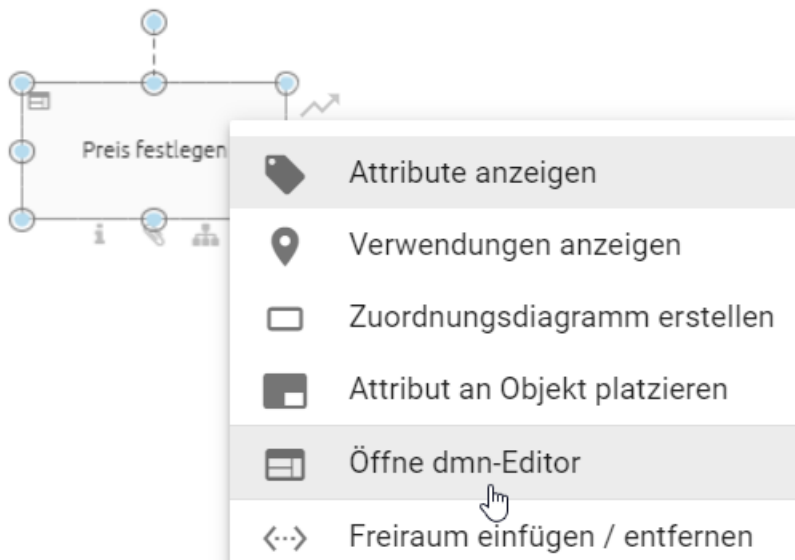 Preis festlegen
Attribute anzeigen
Verwendungen anzeigen
Zuordnungsdiagramm erstellen
Attribut an Objekt platzieren
Öffne dmn-Editor
Freiraum einfügen / entfernen